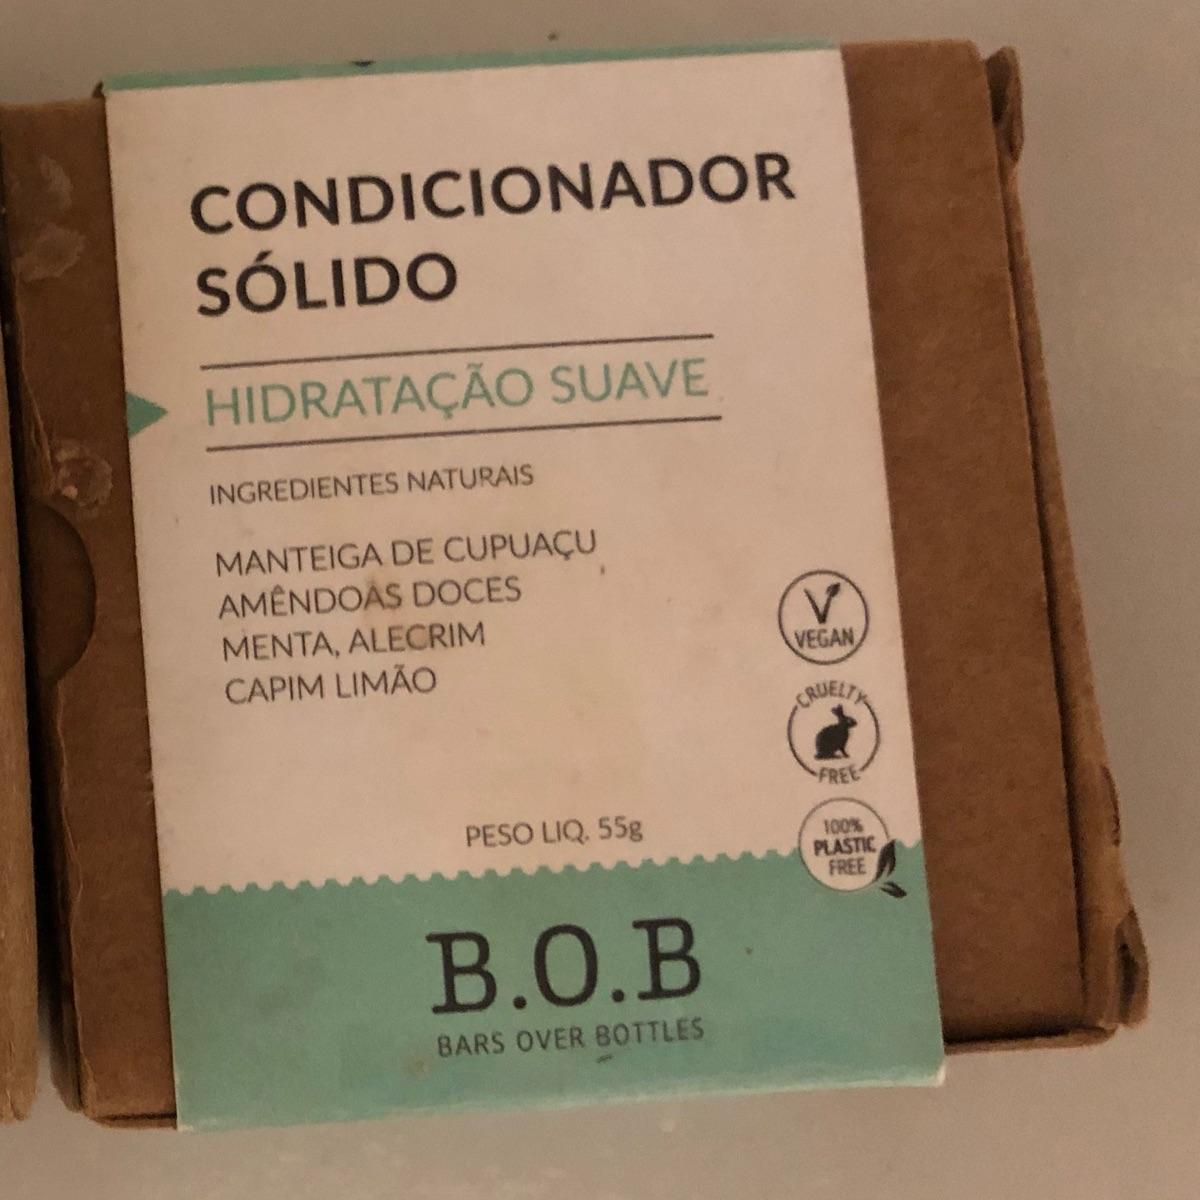 CONDICIONADOR
SÓLIDO
HIDRATAÇÃO SUAVE
INGREDIENTES NATURAIS
MANTEIGA DE CUPUAÇU
AMÊNDOAS DOCES
MENTA, ALECRIM
CAPIM LIMÃO
VEGAN
CRUELTY
FREE
PESO LIQ. 55g
100%
PLASTIC
FREE
B.O.B
BARS OVER BOTTLES